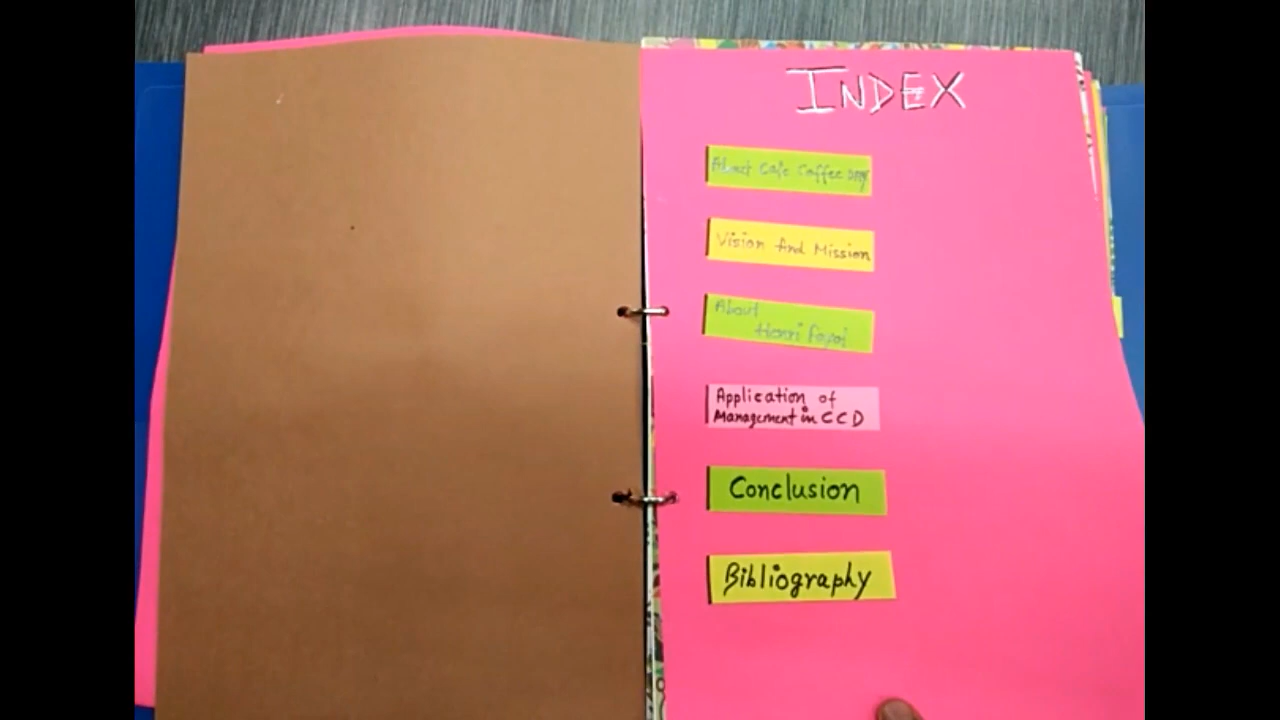 INDEX
About Cafe Coffee Day
Vision And Mission
About
Henri Fayol
Application of
Management in CCD
Conclusion
Bibliography